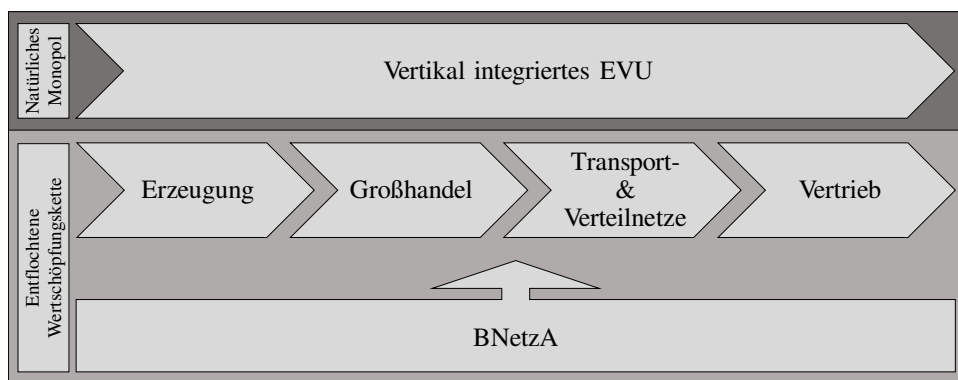 Natürliches
Monopol
Vertikal integriertes EVU
Entflochtene
Wertschöpfungskette
Erzeugung
Großhandel
Transport-
&
Verteilnetze
Vertrieb
BNetzA